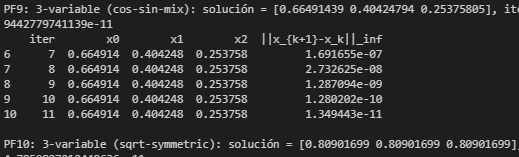 PF9: 3-variable (cos-sin-mix): solución = [0.66491439 0.40424794 0.25375805], ite
9442779741139e-11
iter x0 x1 x2 ||x_{k+1}-x_k||_inf
6 7 0.664914 0.404248 0.253758 1.691655e-07
7 8 0.664914 0.404248 0.253758 2.732625e-08
8 9 0.664914 0.404248 0.253758 1.287094e-09
9 10 0.664914 0.404248 0.253758 1.280202e-10
10 11 0.664914 0.404248 0.253758 1.349443e-11
PF10: 3-variable (sqrt-symmetric): solución = [0.80901699 0.80901699 0.80901699]